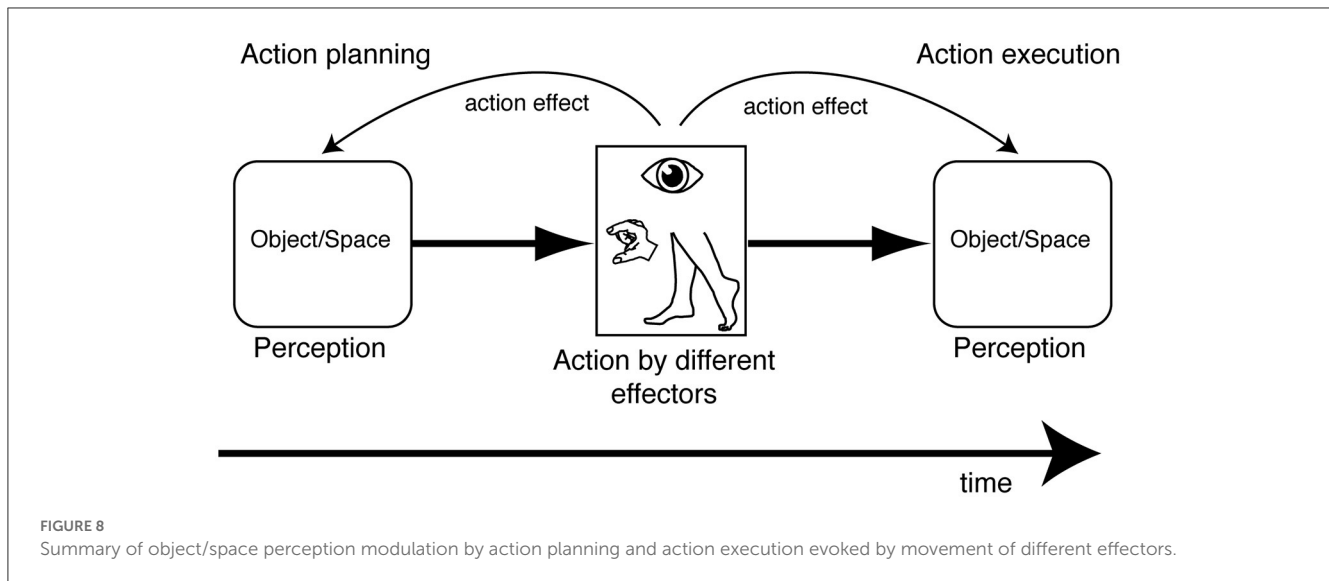 Action planning
Action execution
action effect
action effect
Object/Space
Object/Space
Perception
Action by different
effectors
Perception
time
FIGURE 8
Summary of object/space perception modulation by action planning and action execution evoked by movement of different effectors.